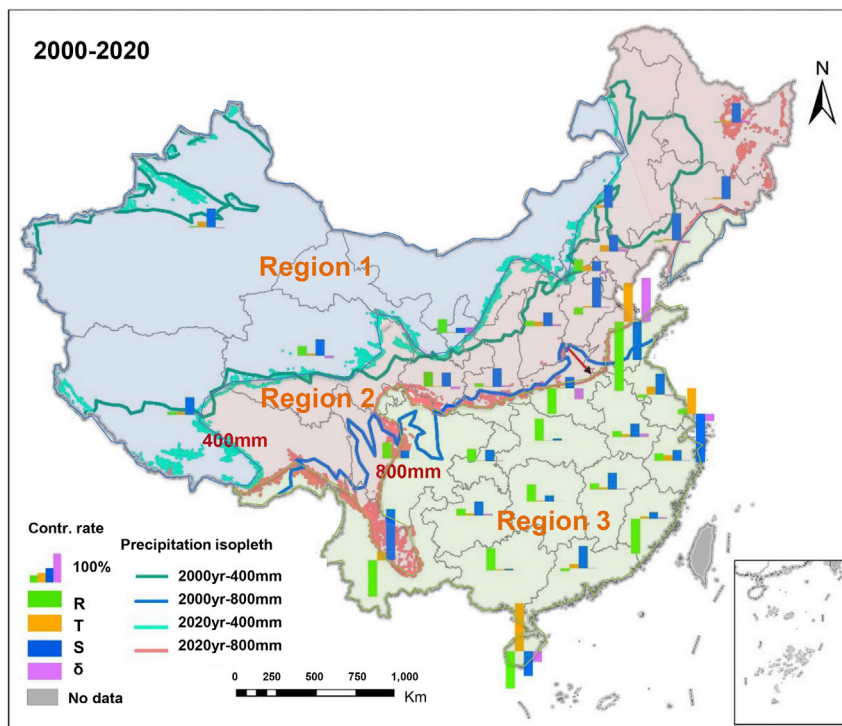 2000-2020
N
Region 1
Region 2
400mm
800mm
Region 3
Contr. rate
100%
R
T
S
δ
No data
Precipitation isopleth
2000yr-400mm
2000yr-800mm
2020yr-400mm
2020yr-800mm
0 250 500 750 1,000
Km